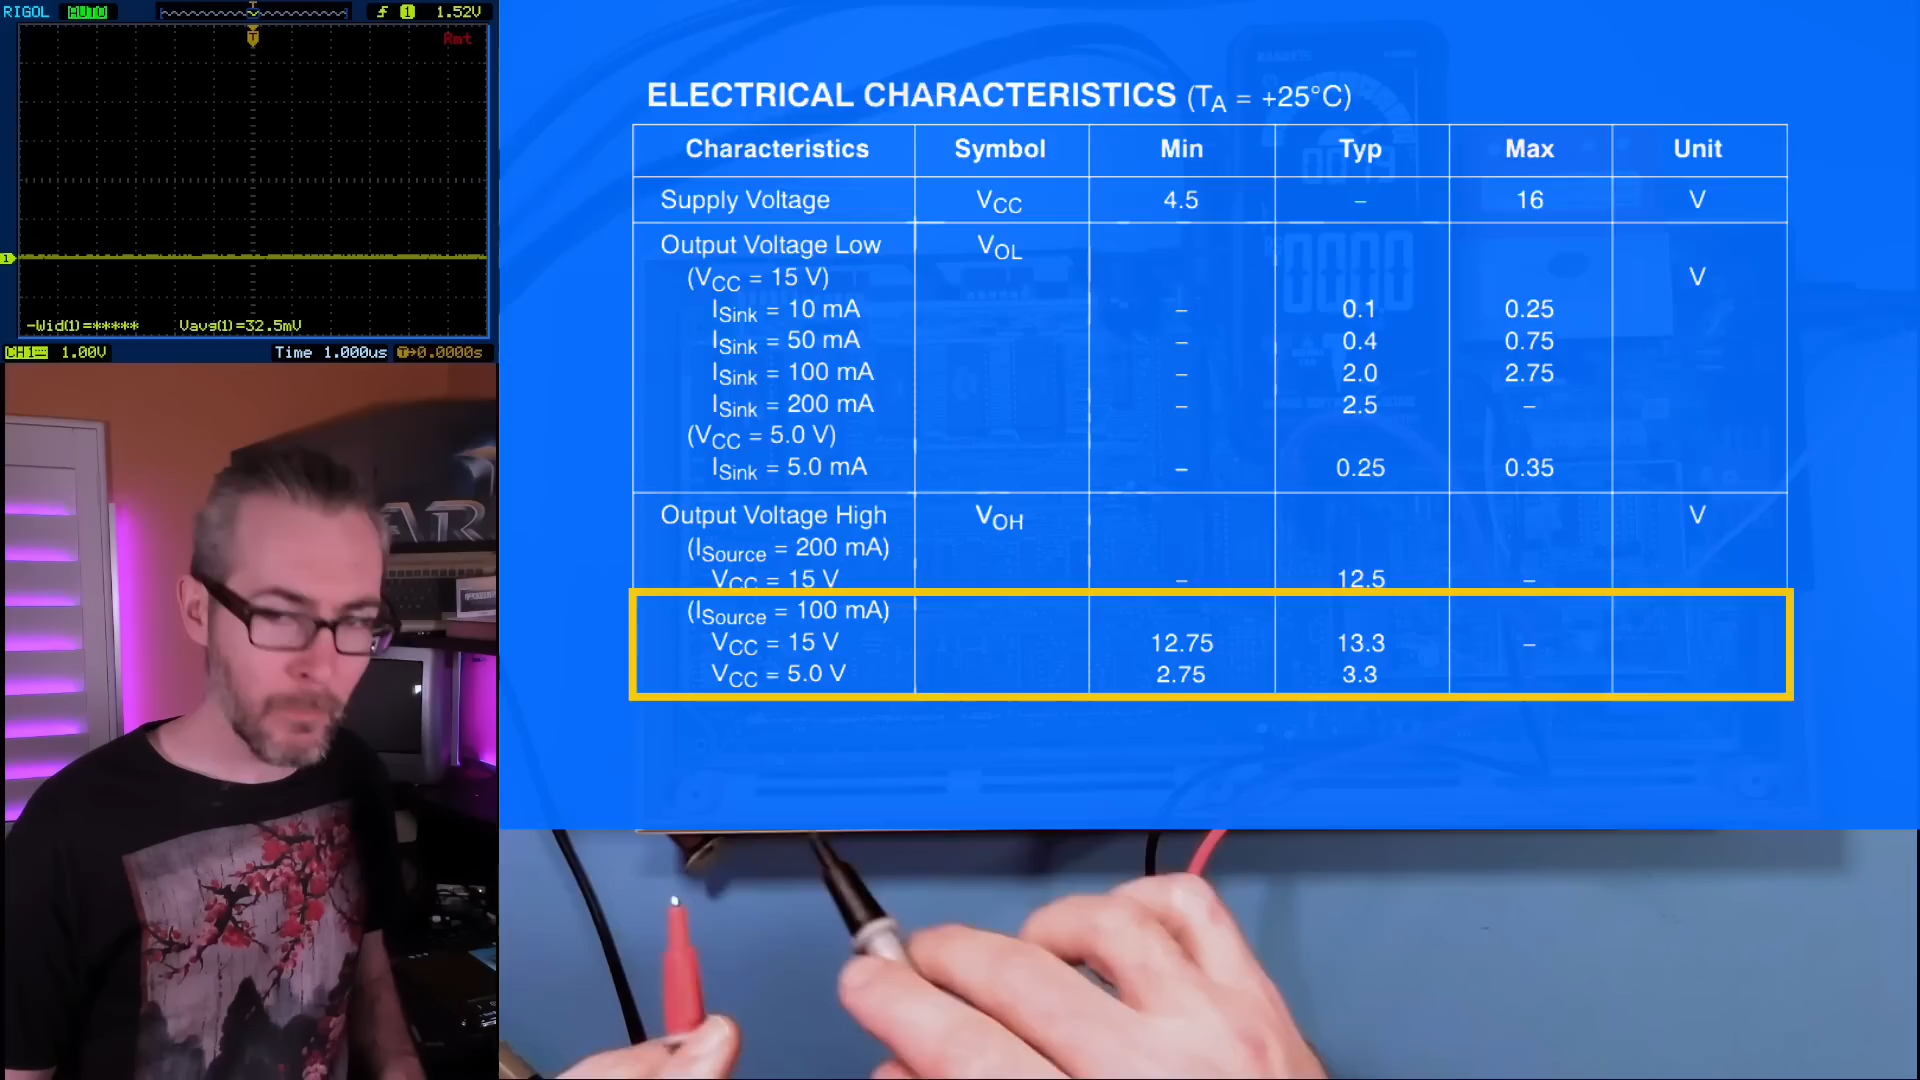 RIGOL AUTO T 1 1.52V
T
Rmt
1
-Wid(1)=***** Vavg(1)=32.5mV
CH1 1.00V Time 1.000us T→0.0000s
AR
ELECTRICAL CHARACTERISTICS (TA = +25°C)
Characteristics Symbol Min Typ Max Unit
Supply Voltage VCC 4.5 – 16 V
Output Voltage Low VOL
(VCC = 15 V) V
ISink = 10 mA – 0.1 0.25
ISink = 50 mA – 0.4 0.75
ISink = 100 mA – 2.0 2.75
ISink = 200 mA – 2.5 –
(VCC = 5.0 V)
ISink = 5.0 mA – 0.25 0.35
Output Voltage High VOH V
(ISource = 200 mA)
VCC = 15 V – 12.5 –
(ISource = 100 mA)
VCC = 15 V 12.75 13.3 –
VCC = 5.0 V 2.75 3.3